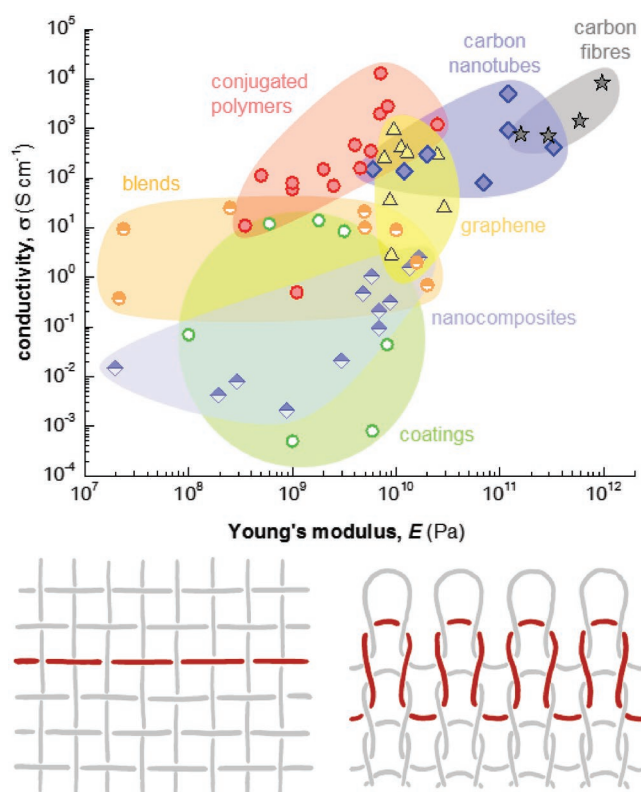 carbon
fibres
carbon
nanotubes
conjugated
polymers
blends
graphene
nanocomposites
coatings
conductivity, σ (S cm⁻¹)
10⁵
10⁴
10³
10²
10¹
10⁰
10⁻¹
10⁻²
10⁻³
10⁻⁴
10⁷ 10⁸ 10⁹ 10¹⁰ 10¹¹ 10¹²
Young's modulus, E (Pa)